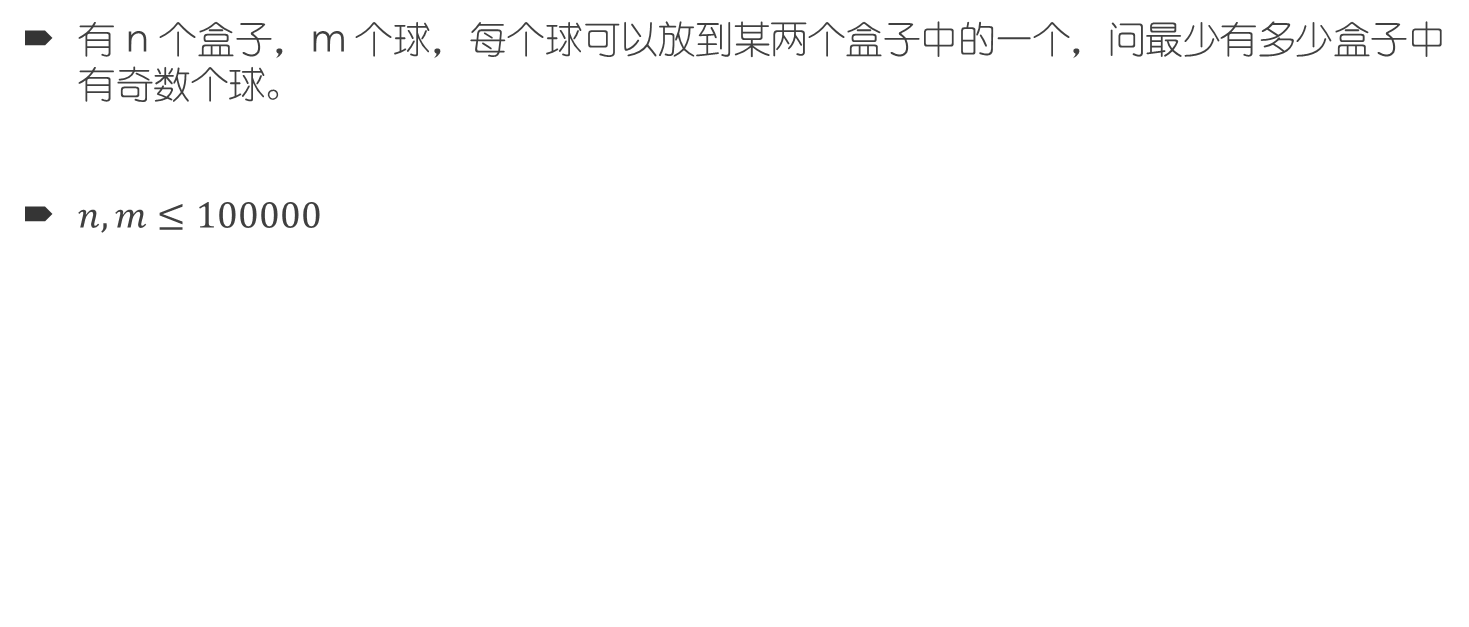 有 n 个盒子，m 个球，每个球可以放到某两个盒子中的一个，问最少有多少盒子中
有奇数个球。
n, m ≤ 100000